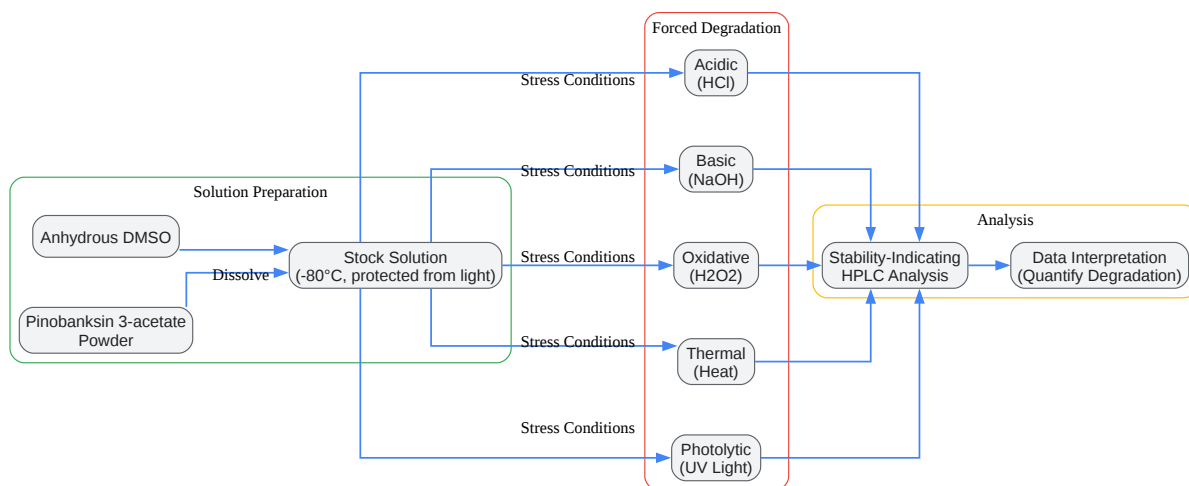 Solution Preparation
Anhydrous DMSO
Pinobanksin 3-acetate
Powder
Dissolve
Stock Solution
(-80°C, protected from light)
Stress Conditions
Stress Conditions
Stress Conditions
Stress Conditions
Stress Conditions
Forced Degradation
Acidic
(HCl)
Basic
(NaOH)
Oxidative
(H2O2)
Thermal
(Heat)
Photolytic
(UV Light)
Analysis
Stability-Indicating
HPLC Analysis
Data Interpretation
(Quantify Degradation)